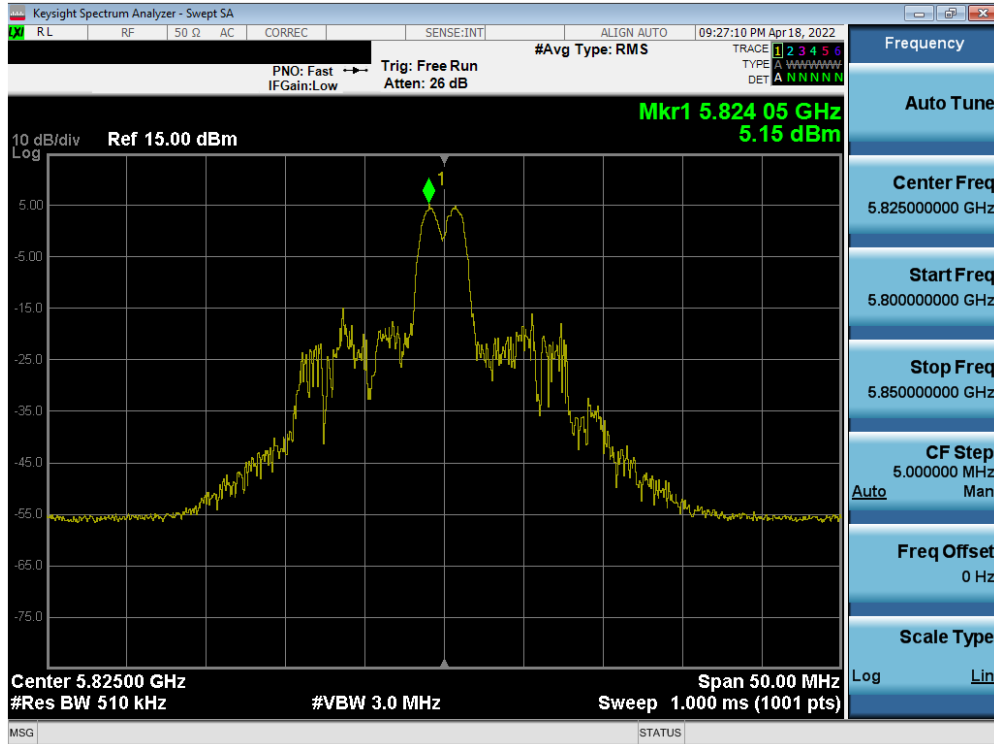 Keysight Spectrum Analyzer - Swept SA
LXI RL RF 50 Ω AC CORREC SENSE:INT ALIGN AUTO 09:27:10 PM Apr 18, 2022
#Avg Type: RMS
TRACE 1 2 3 4 5 6
PNO: Fast Trig: Free Run
TYPE A WWWWW
IFGain:Low Atten: 26 dB
DET A N N N N N
Mkr1 5.824 05 GHz
5.15 dBm
10 dB/div Ref 15.00 dBm
Log
1
5.00
-5.00
-15.0
-25.0
-35.0
-45.0
-55.0
-65.0
-75.0
Center 5.82500 GHz Span 50.00 MHz
#Res BW 510 kHz #VBW 3.0 MHz Sweep 1.000 ms (1001 pts)
MSG STATUS
Frequency
Auto Tune
Center Freq
5.825000000 GHz
Start Freq
5.800000000 GHz
Stop Freq
5.850000000 GHz
CF Step
5.000000 MHz
Auto Man
Freq Offset
0 Hz
Scale Type
Log Lin